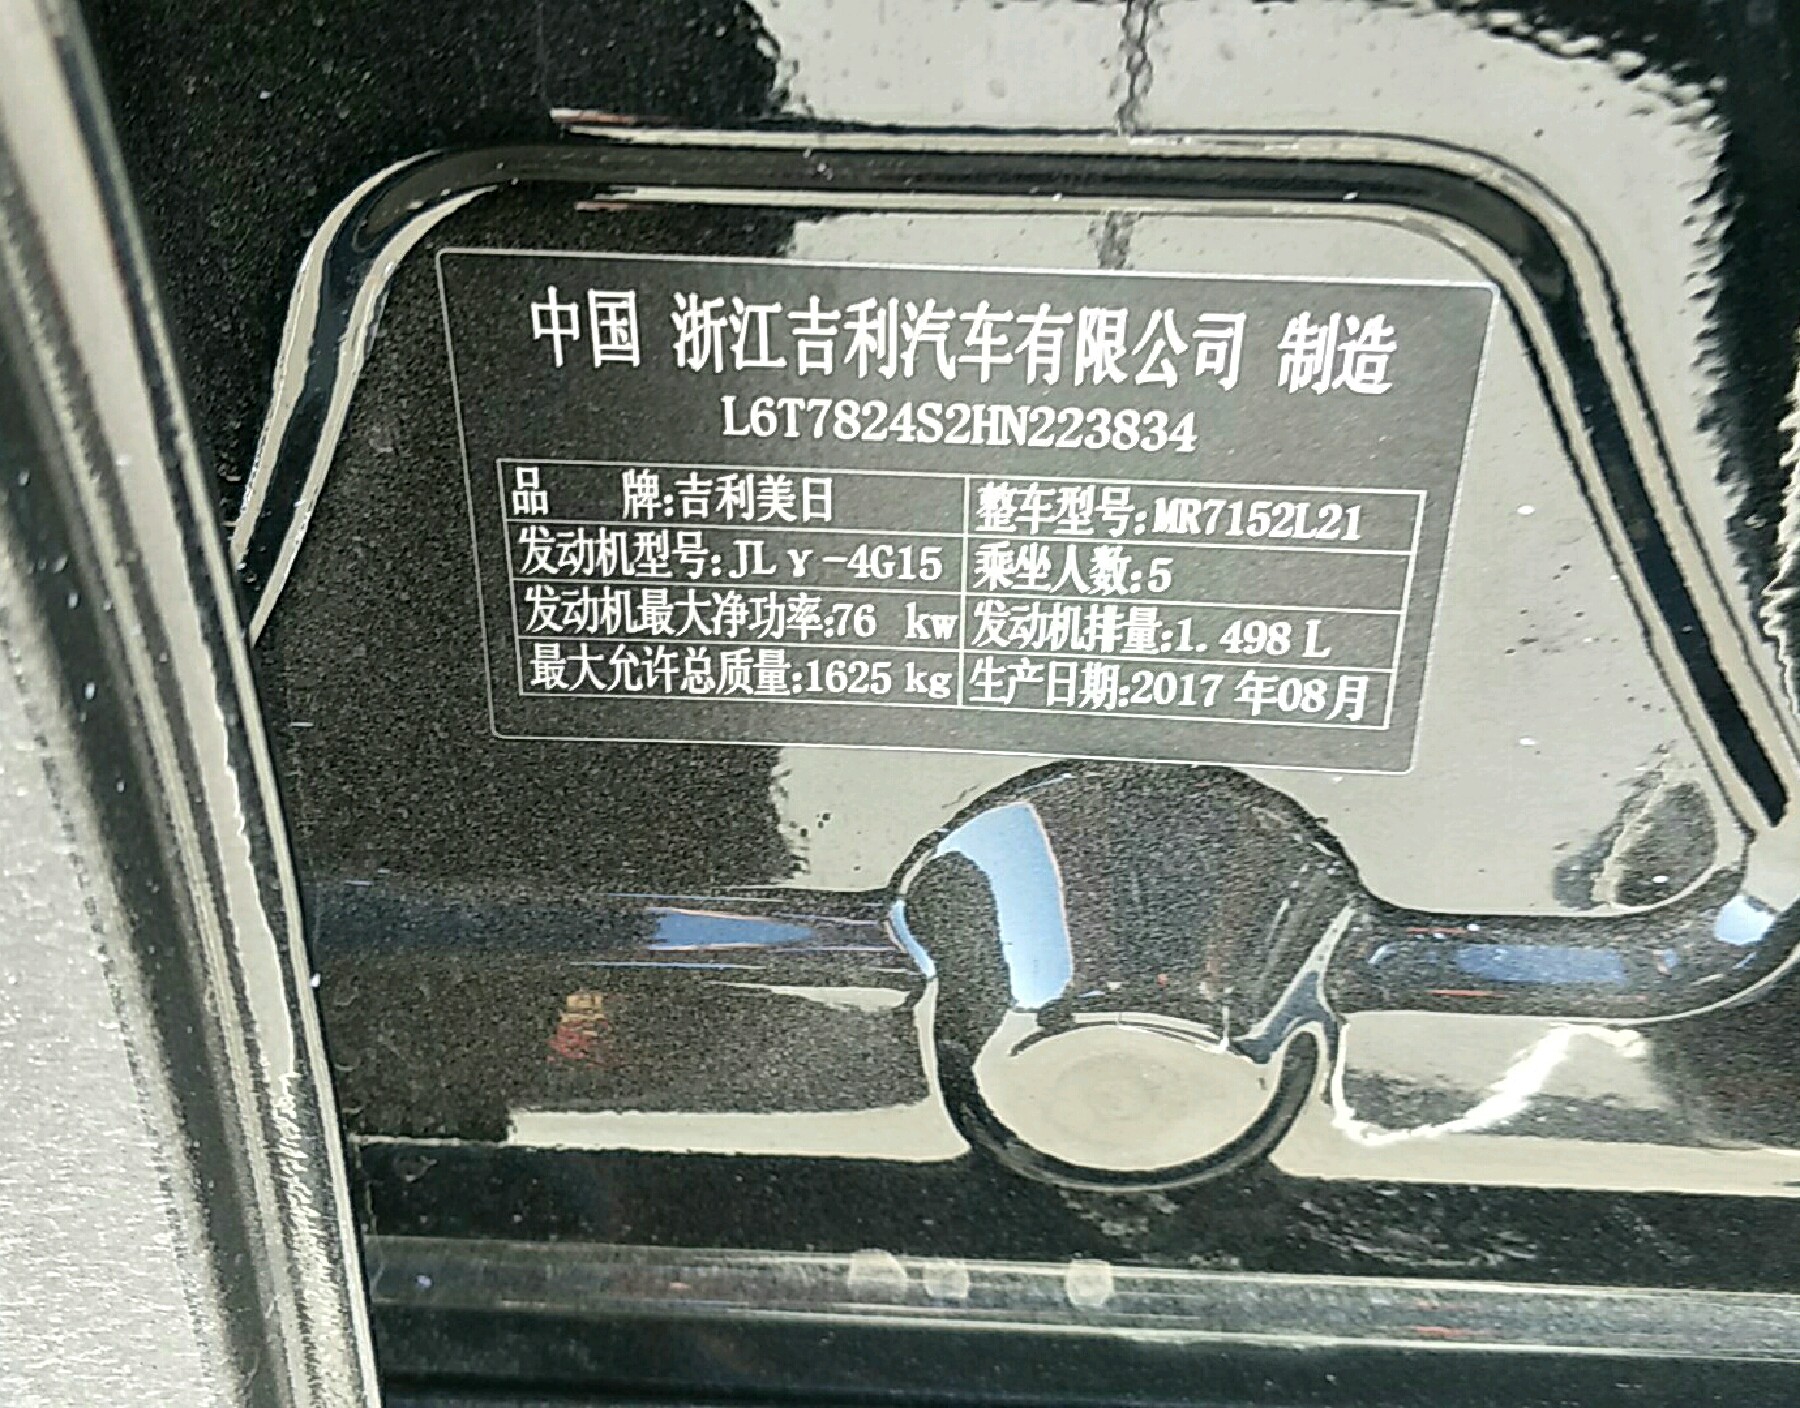 中国 浙江吉利汽车有限公司 制造
L6T7824S2HN223834
品 牌:吉利美日 整车型号:MR7152L21
发动机型号:JLγ-4G15 乘坐人数:5
发动机最大净功率:76 kw 发动机排量:1.498 L
最大允许总质量:1625 kg 生产日期:2017 年08月